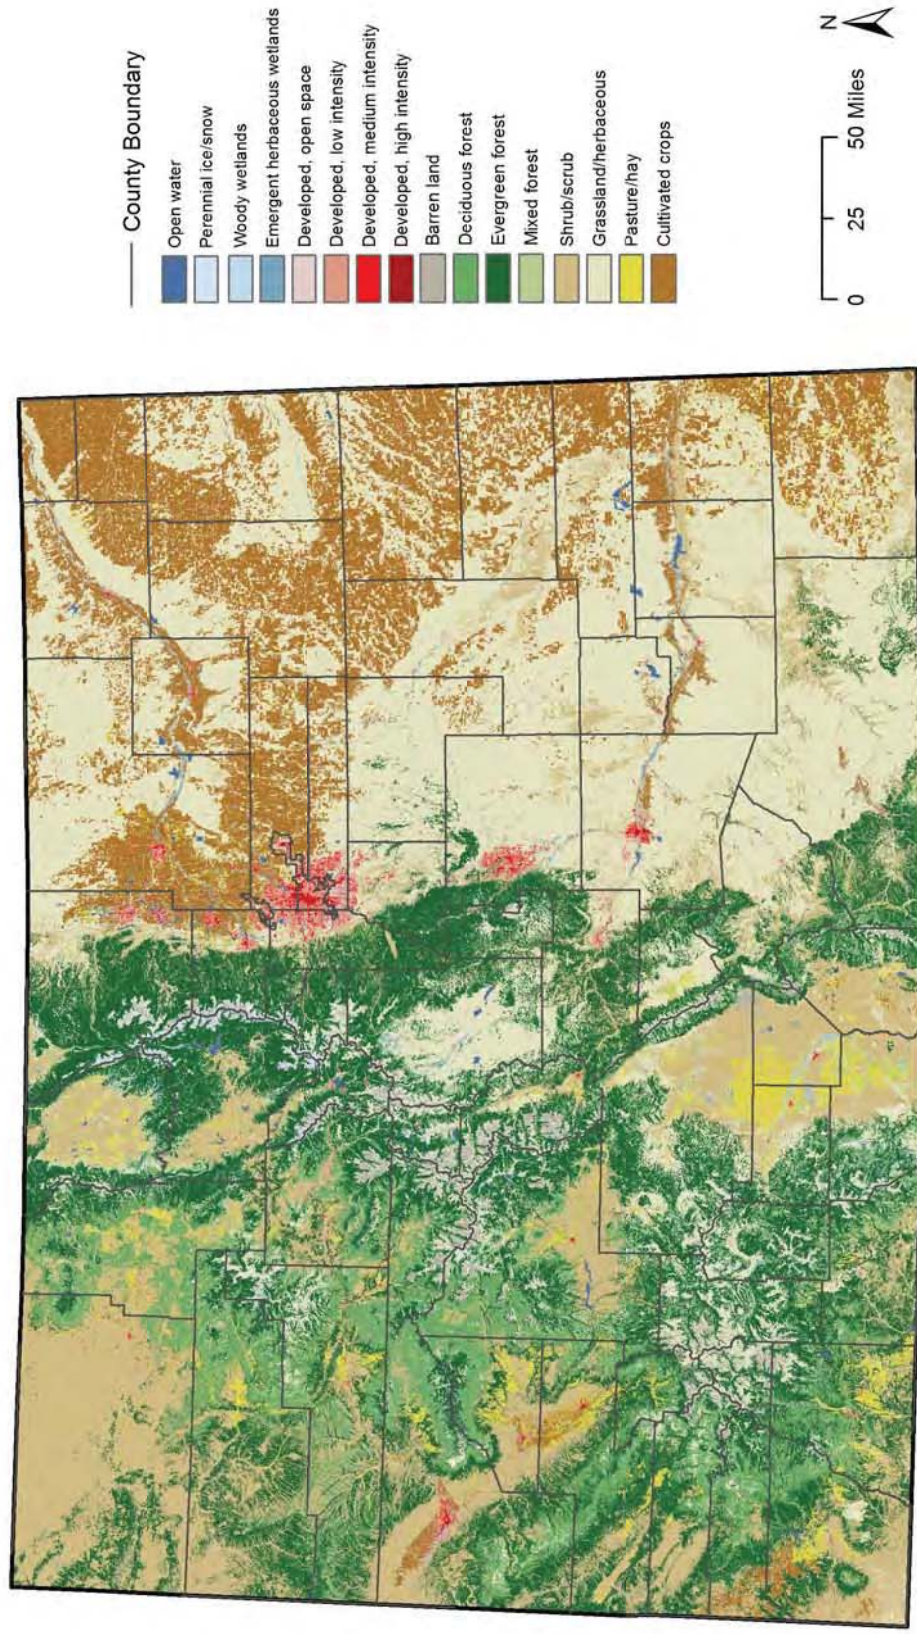 County Boundary
Open water
Perennial ice/snow
Woody wetlands
Emergent herbaceous wetlands
Developed, open space
Developed, low intensity
Developed, medium intensity
Developed, high intensity
Barren land
Deciduous forest
Evergreen forest
Mixed forest
Shrub/scrub
Grassland/herbaceous
Pasture/hay
Cultivated crops
0 25 50 Miles
N